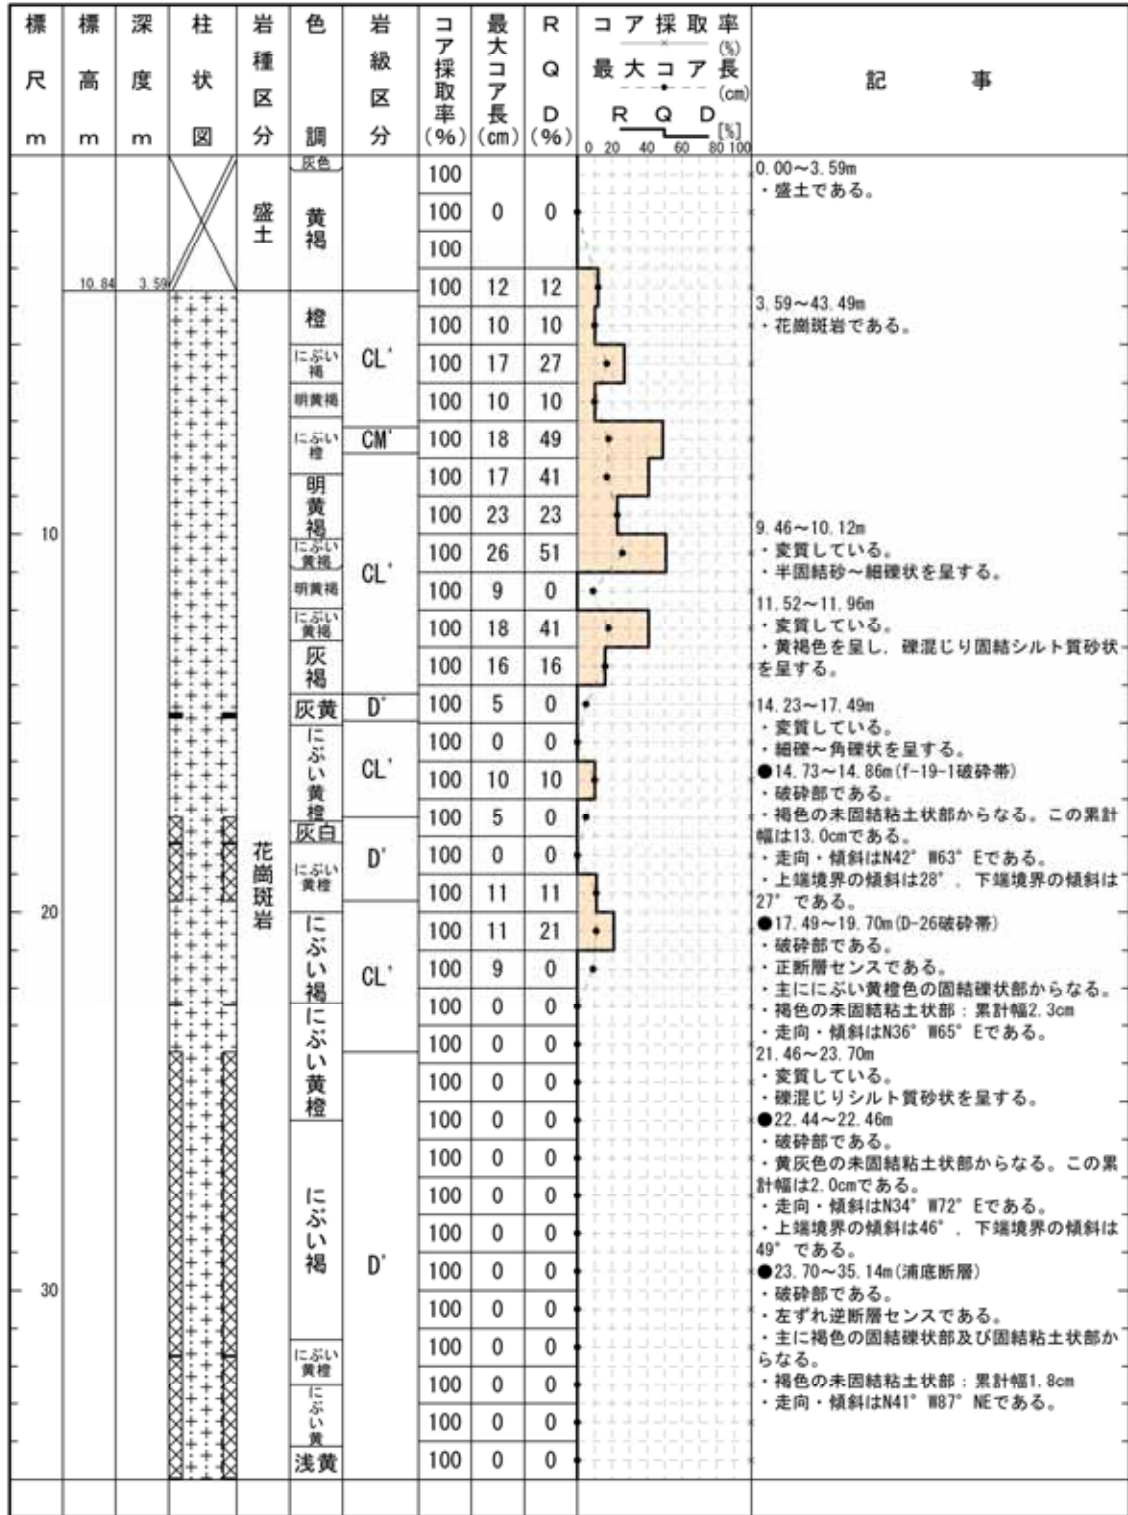 標尺m
標高m
深度m
柱状図
岩種区分
色調
岩級区分
コア採取率(%)
最大コア長(cm)
RQD(%)
コア採取率(%)
最大コア長(cm)
RQD[%]
0 20 40 60 80 100
記事
10.84 3.59
10
20
30
盛土
花崗斑岩
灰色
黄褐
橙
にぶい褐
明黄褐
にぶい橙
明黄褐
にぶい黄褐
明黄褐
にぶい黄褐
灰褐
灰黄
にぶい黄橙
灰白
にぶい黄橙
にぶい褐
にぶい黄橙
にぶい褐
にぶい黄橙
にぶい黄
浅黄
CL'
CM'
CL'
D'
CL'
D'
CL'
D'
100
100 0 0
100
100 12 12
100 10 10
100 17 27
100 10 10
100 18 49
100 17 41
100 23 23
100 26 51
100 9 0
100 18 41
100 16 16
100 5 0
100 0 0
100 10 10
100 5 0
100 0 0
100 11 11
100 11 21
100 9 0
100 0 0
100 0 0
100 0 0
100 0 0
100 0 0
100 0 0
100 0 0
100 0 0
100 0 0
100 0 0
100 0 0
100 0 0
100 0 0
0.00～3.59m
・盛土である。
3.59～43.49m
・花崗斑岩である。
9.46～10.12m
・変質している。
・半固結砂～細礫状を呈する。
11.52～11.96m
・変質している。
・黄褐色を呈し，礫混じり固結シルト質砂状
を呈する。
14.23～17.49m
・変質している。
・細礫～角礫状を呈する。
●14.73～14.86m(f-19-1破砕帯)
・破砕部である。
・褐色の未固結粘土状部からなる。この累計
幅は13.0cmである。
・走向・傾斜はN42°W63°Eである。
・上端境界の傾斜は28°，下端境界の傾斜は
27°である。
●17.49～19.70m(D-26破砕帯)
・破砕部である。
・正断層センスである。
・主ににぶい黄橙色の固結礫状部からなる。
・褐色の未固結粘土状部：累計幅2.3cm
・走向・傾斜はN36°W65°Eである。
21.46～23.70m
・変質している。
・礫混じりシルト質砂状を呈する。
●22.44～22.46m
・破砕部である。
・黄灰色の未固結粘土状部からなる。この累
計幅は2.0cmである。
・走向・傾斜はN34°W72°Eである。
・上端境界の傾斜は46°，下端境界の傾斜は
49°である。
●23.70～35.14m(浦底断層)
・破砕部である。
・左ずれ逆断層センスである。
・主に褐色の固結礫状部及び固結粘土状部か
らなる。
・褐色の未固結粘土状部：累計幅1.8cm
・走向・傾斜はN41°W87°NEである。